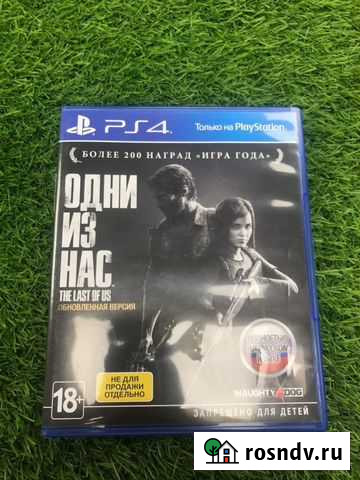 PS4
Только на PlayStation
БОЛЕЕ 200 НАГРАД «ИГРА ГОДА»
ОДНИ
ИЗ
НАС
THE LAST OF US
ОБНОВЛЕННАЯ ВЕРСИЯ
НЕ ДЛЯ
ПРОДАЖИ
ОТДЕЛЬНО
18+
NAUGHTY DOG
ЗАПРЕЩЕНО ДЛЯ ДЕТЕЙ
rosndv.ru